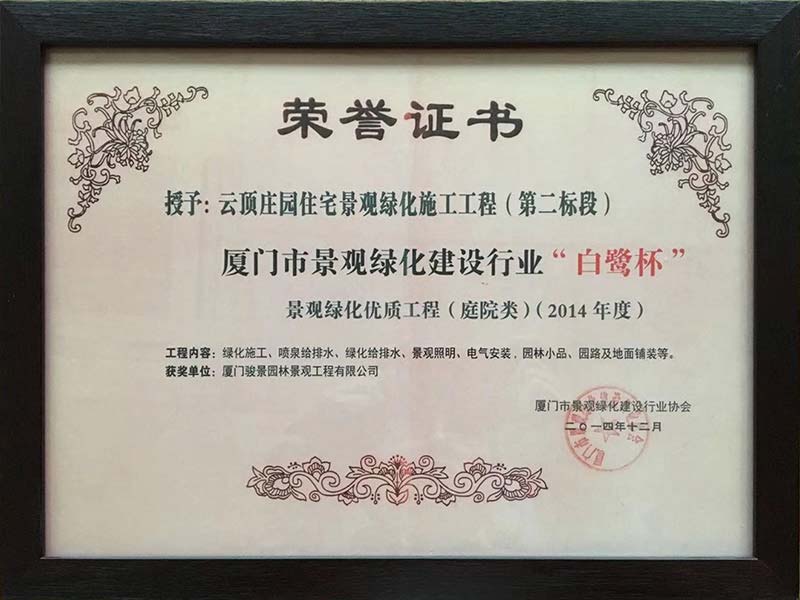 荣誉证书
授予：云顶庄园住宅景观绿化施工工程（第二标段）
厦门市景观绿化建设行业“白鹭杯”
景观绿化优质工程（庭院类）（2014年度）
工程内容：绿化施工、喷泉给排水、绿化给排水、景观照明、电气安装，园林小品、园路及地面铺装等。
获奖单位：厦门骏景园林景观工程有限公司
厦门市景观绿化建设行业协会
二〇一四年十二月